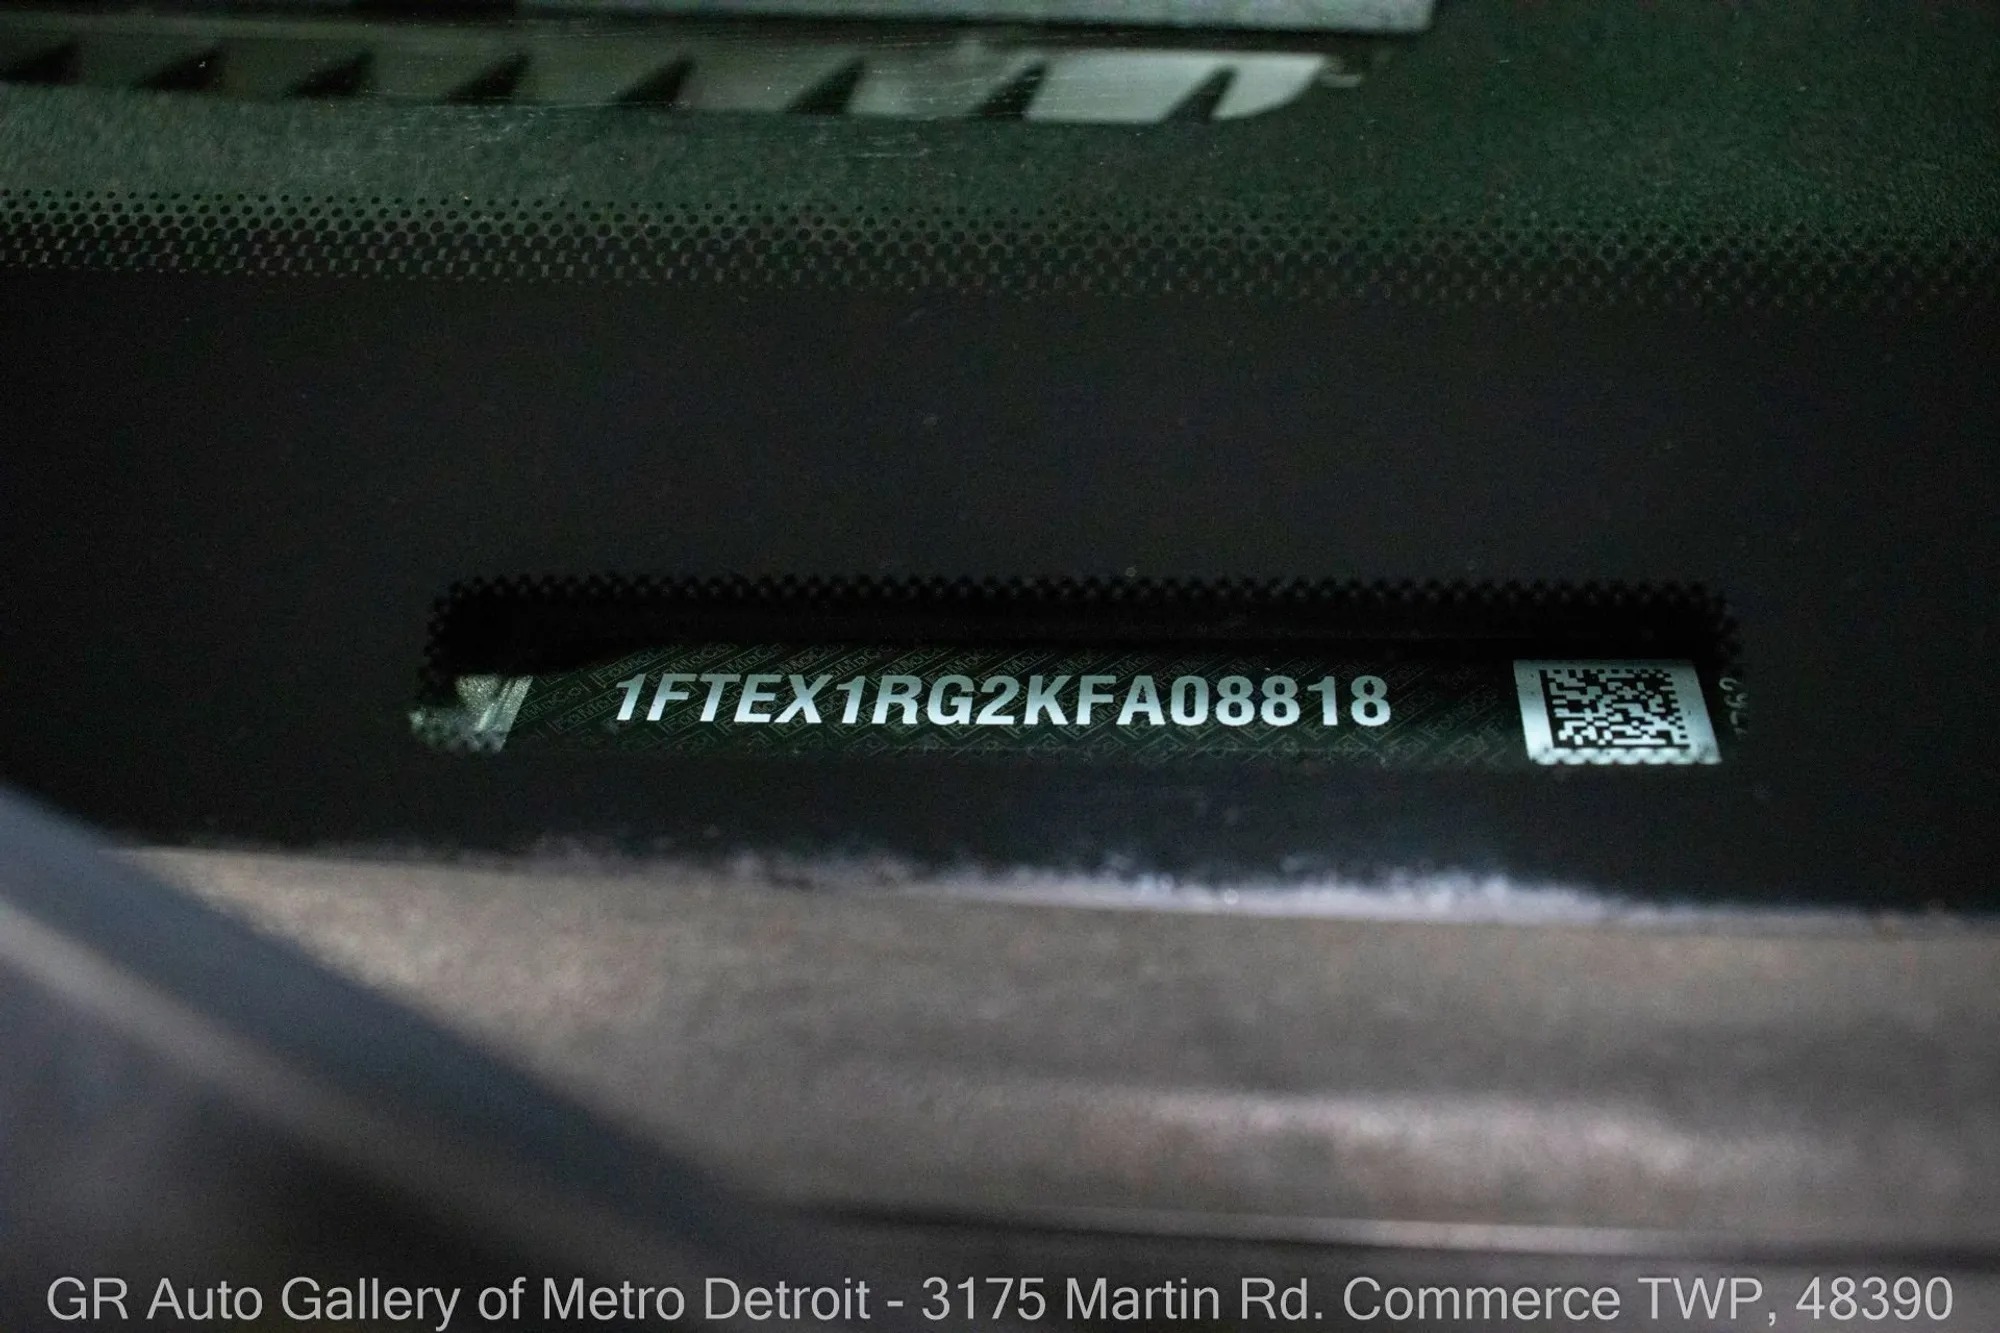 1FTEX1RG2KFA08818
GR Auto Gallery of Metro Detroit - 3175 Martin Rd. Commerce TWP, 48390